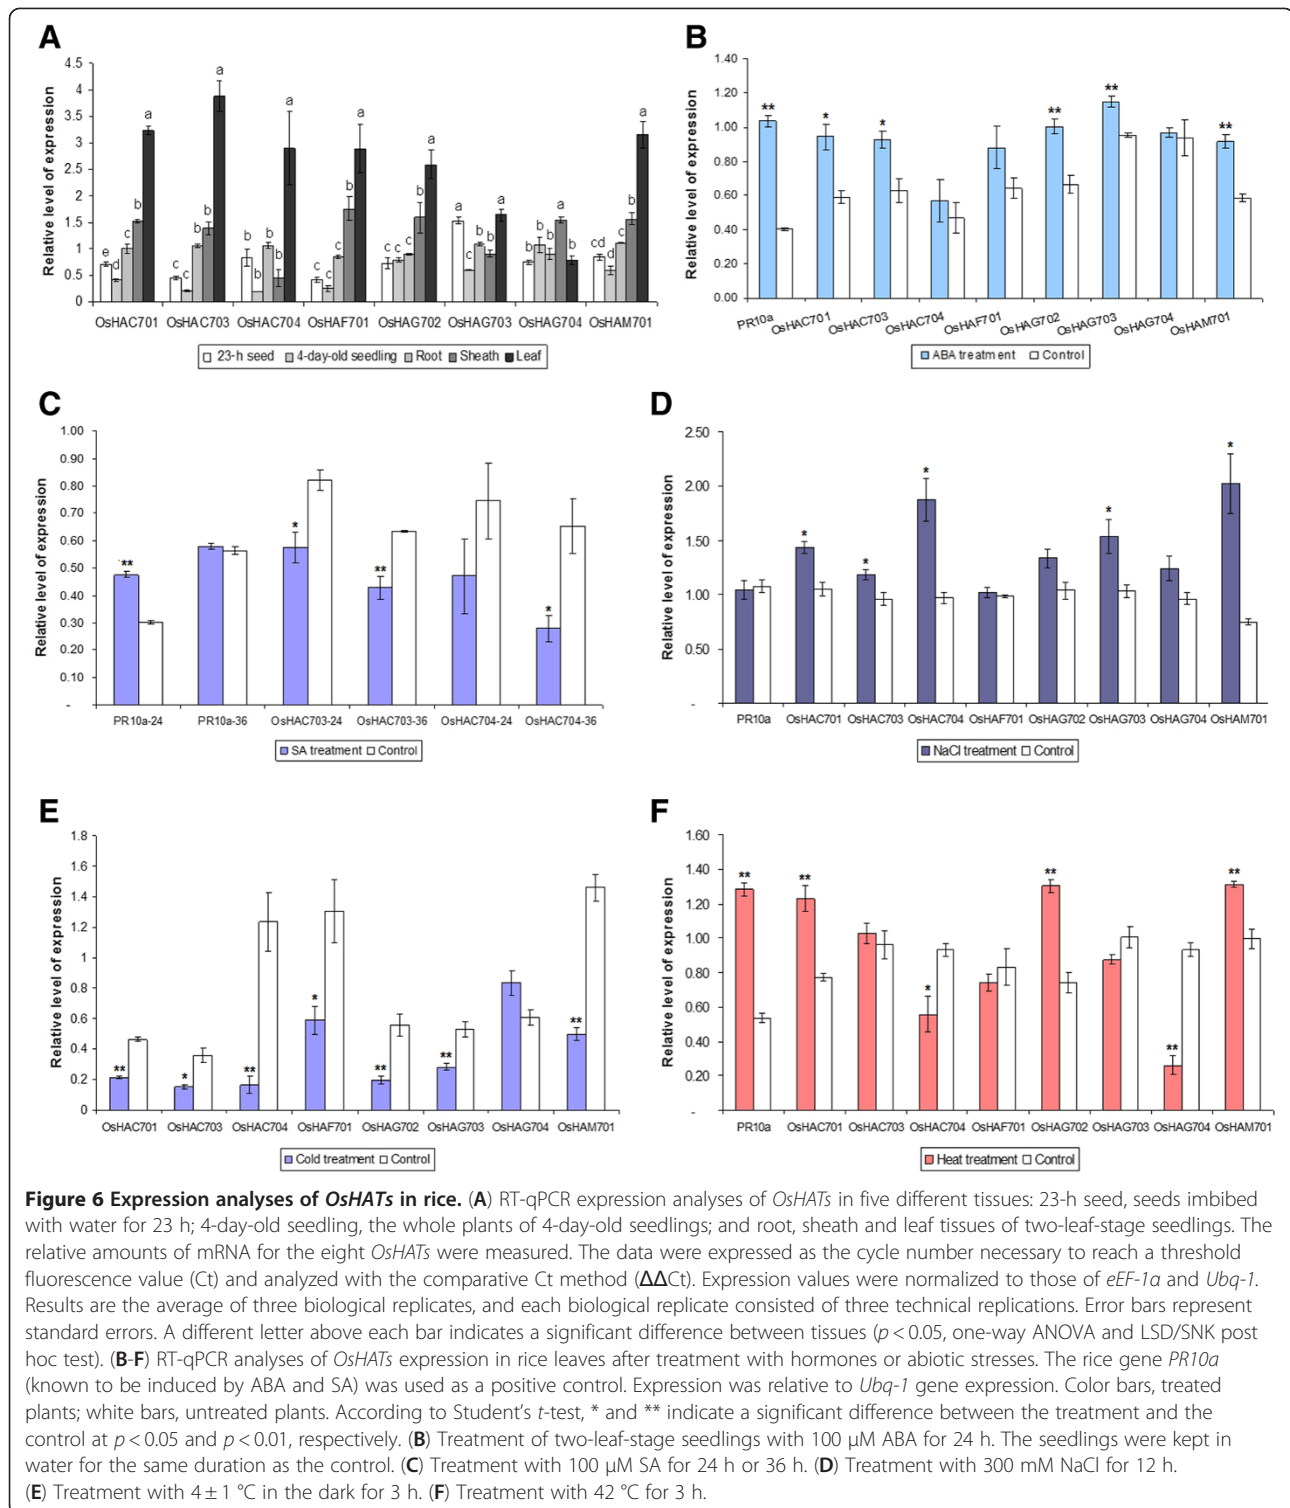 A
Relative level of expression
4.5
4
3.5
3
2.5
2
1.5
1
0.5
0
e d c b a
c c b b a
b b b b a
c c c b a
c c c b a
a c b c a
b b b a b
cd d c b a
OsHAC701 OsHAC703 OsHAC704 OsHAF701 OsHAG702 OsHAG703 OsHAG704 OsHAM701
23-h seed 4-day-old seedling Root Sheath Leaf
B
Relative level of expression
1.40
1.20
1.00
0.80
0.60
0.40
0.20
0.00
** * * ** ** **
PR10a OsHAC701 OsHAC703 OsHAC704 OsHAF701 OsHAG702 OsHAG703 OsHAG704 OsHAM701
ABA treatment Control
C
Relative level of expression
1.00
0.90
0.80
0.70
0.60
0.50
0.40
0.30
0.20
0.10
-
** * ** *
PR10a-24 PR10a-36 OsHAC703-24 OsHAC703-36 OsHAC704-24 OsHAC704-36
SA treatment Control
D
Relative level of expression
2.50
2.00
1.50
1.00
0.50
-
* * * * *
PR10a OsHAC701 OsHAC703 OsHAC704 OsHAF701 OsHAG702 OsHAG703 OsHAG704 OsHAM701
NaCl treatment Control
E
Relative level of expression
1.8
1.6
1.4
1.2
1
0.8
0.6
0.4
0.2
0
** * ** * ** ** **
OsHAC701 OsHAC703 OsHAC704 OsHAF701 OsHAG702 OsHAG703 OsHAG704 OsHAM701
Cold treatment Control
F
Relative level of expression
1.60
1.40
1.20
1.00
0.80
0.60
0.40
0.20
-
** ** * ** ** **
PR10a OsHAC701 OsHAC703 OsHAC704 OsHAF701 OsHAG702 OsHAG703 OsHAG704 OsHAM701
Heat treatment Control
Figure 6 Expression analyses of OsHATs in rice. (A) RT-qPCR expression analyses of OsHATs in five different tissues: 23-h seed, seeds imbibed
with water for 23 h; 4-day-old seedling, the whole plants of 4-day-old seedlings; and root, sheath and leaf tissues of two-leaf-stage seedlings. The
relative amounts of mRNA for the eight OsHATs were measured. The data were expressed as the cycle number necessary to reach a threshold
fluorescence value (Ct) and analyzed with the comparative Ct method (ΔΔCt). Expression values were normalized to those of eEF-1α and Ubq-1.
Results are the average of three biological replicates, and each biological replicate consisted of three technical replications. Error bars represent
standard errors. A different letter above each bar indicates a significant difference between tissues (p < 0.05, one-way ANOVA and LSD/SNK post
hoc test). (B-F) RT-qPCR analyses of OsHATs expression in rice leaves after treatment with hormones or abiotic stresses. The rice gene PR10a
(known to be induced by ABA and SA) was used as a positive control. Expression was relative to Ubq-1 gene expression. Color bars, treated
plants; white bars, untreated plants. According to Student's t-test, * and ** indicate a significant difference between the treatment and the
control at p < 0.05 and p < 0.01, respectively. (B) Treatment of two-leaf-stage seedlings with 100 μM ABA for 24 h. The seedlings were kept in
water for the same duration as the control. (C) Treatment with 100 μM SA for 24 h or 36 h. (D) Treatment with 300 mM NaCl for 12 h.
(E) Treatment with 4 ± 1 °C in the dark for 3 h. (F) Treatment with 42 °C for 3 h.